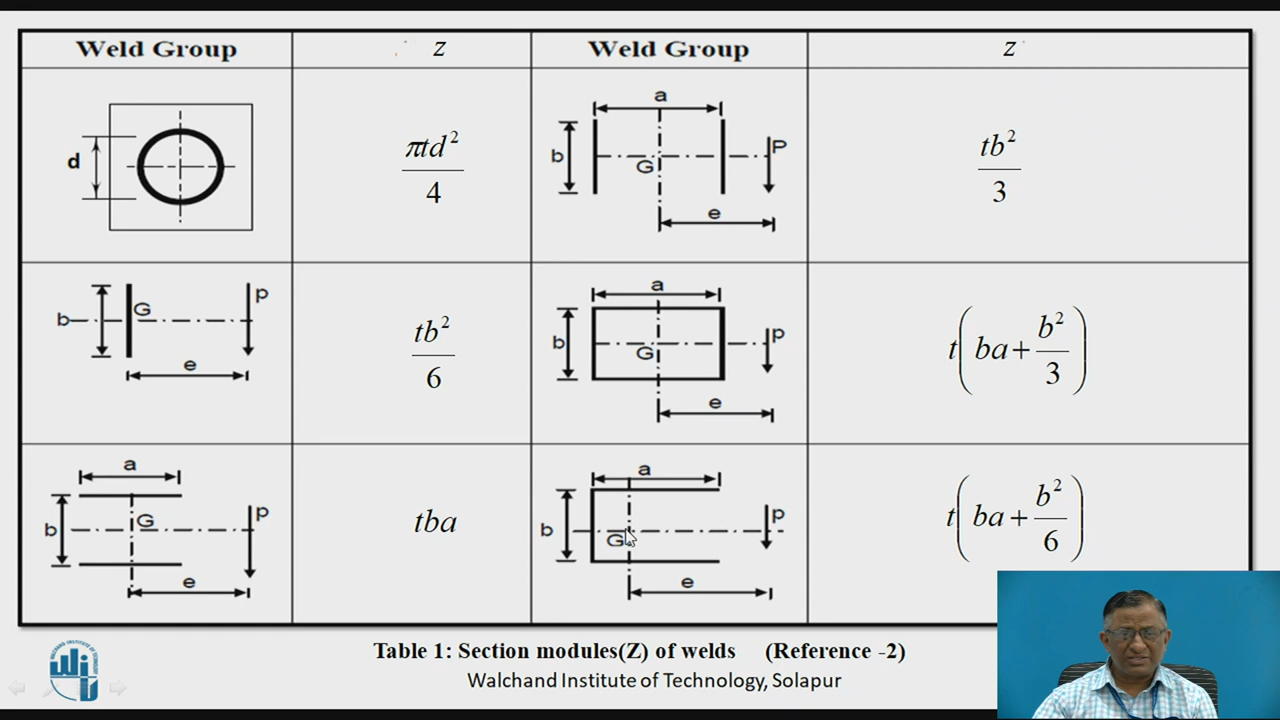 Weld Group z Weld Group z
d
πtd²/4
a
b
G
P
e
tb²/3
b
G
p
e
tb²/6
a
b
G
p
e
t(ba+b²/3)
a
b
G
p
e
tba
a
b
G
p
e
t(ba+b²/6)
Table 1: Section modules(Z) of welds (Reference -2)
Walchand Institute of Technology, Solapur